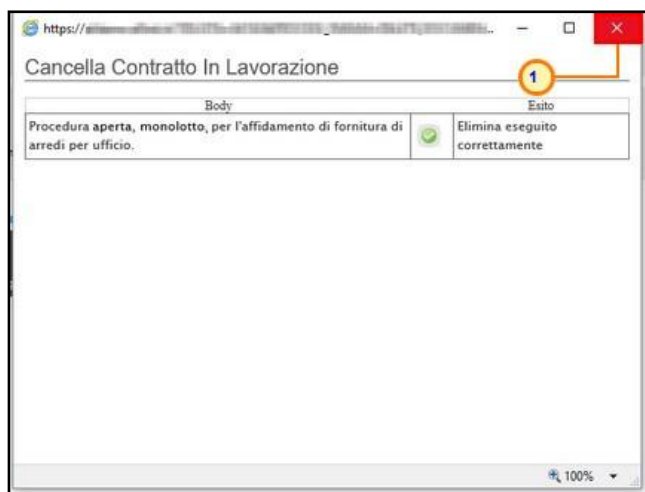 https://
Cancella Contratto In Lavorazione
1
Body Esito
Procedura aperta, monolotto, per l'affidamento di fornitura di Elimina eseguito
arredi per ufficio. correttamente
100%